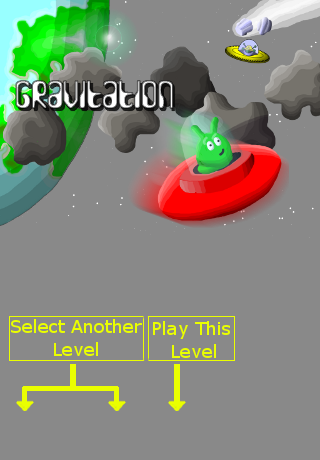 GRAVITATION
Select Another
Level
Play This
Level